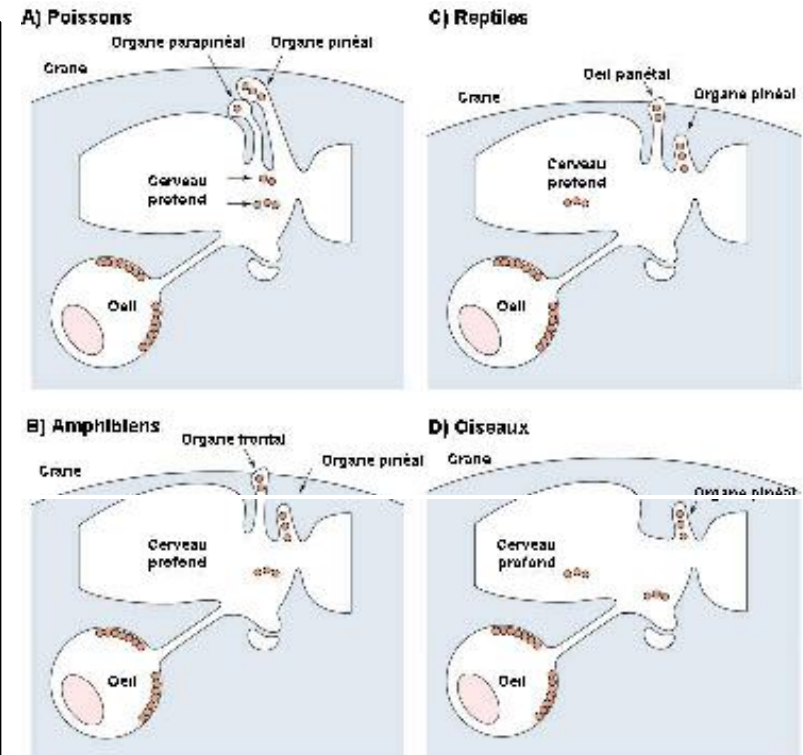 A) Poissons
Organe parapinéal
Organe pinéal
Crane
Cerveau
profond
Oeil
C) Reptiles
Oeil pariétal
Crane
Organe pinéal
Cerveau
profond
Oeil
B) Amphibiens
Organe frontal
Organe pinéal
Crane
Cerveau
profond
Oeil
D) Oiseaux
Crane
Organe pinéal
Cerveau
profond
Oeil